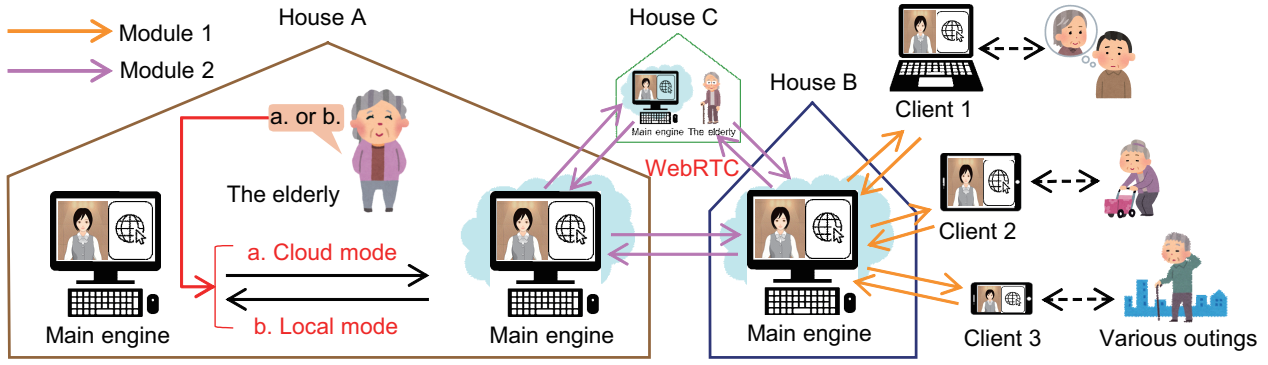 Module 1
Module 2
House A
a. or b.
The elderly
a. Cloud mode
b. Local mode
Main engine
Main engine
House C
Main engine
The elderly
WebRTC
House B
Main engine
Client 1
Client 2
Client 3
Various outings